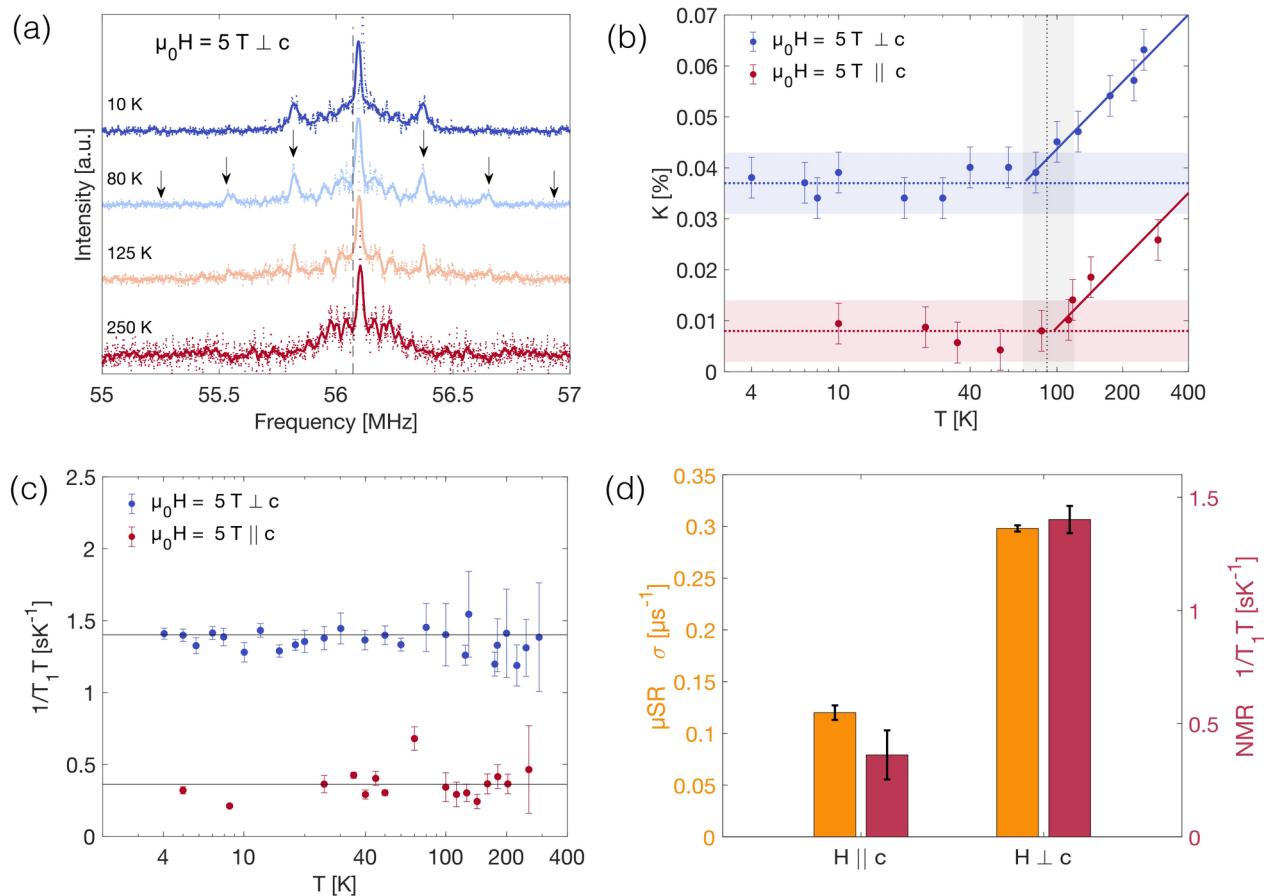 (a)
μ₀H = 5 T ⊥ c
10 K
80 K
125 K
250 K
Intensity [a.u.]
55 55.5 56 56.5 57
Frequency [MHz]
(b)
μ₀H = 5 T ⊥ c
μ₀H = 5 T || c
0.07
0.06
0.05
0.04
0.03
0.02
0.01
0
K [%]
4 10 40 100 200 400
T [K]
(c)
μ₀H = 5 T ⊥ c
μ₀H = 5 T || c
2.5
2
1.5
1
0.5
0
1/T₁T [sK⁻¹]
4 10 40 100 200 400
T [K]
(d)
0.35
0.3
0.25
0.2
0.15
0.1
0.05
0
μSR σ [μs⁻¹]
1.5
1
0.5
0
NMR 1/T₁T [sK⁻¹]
H || c H ⊥ c